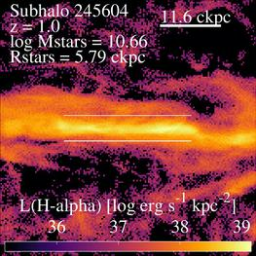 Subhalo 245604
11.6 ckpc
z = 1.0
log Mstars = 10.66
Rstars = 5.79 ckpc
L(H-alpha) [log erg s⁻¹ kpc⁻²]
36 37 38 39